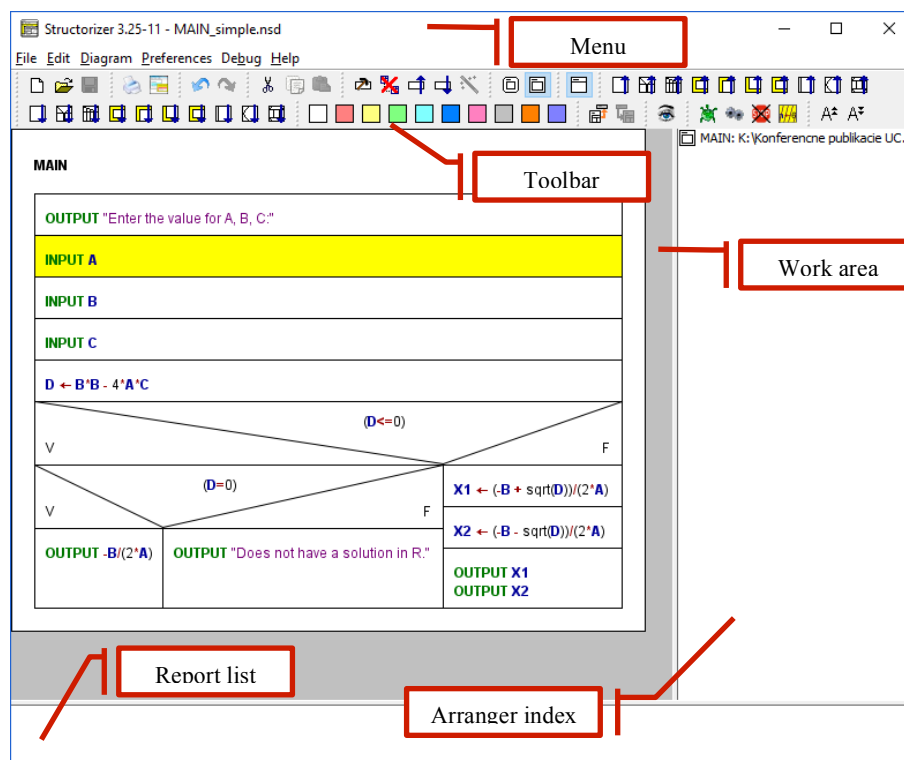 Structorizer 3.25-11 - MAIN_simple.nsd
Menu
File Edit Diagram Preferences Debug Help
Toolbar
MAIN: K:\Konferencne publikacie UC.
MAIN
OUTPUT "Enter the value for A, B, C:"
INPUT A
Work area
INPUT B
INPUT C
D ← B*B - 4*A*C
(D<=0)
V
F
(D=0)
V
F
X1 ← (-B + sqrt(D))/(2*A)
X2 ← (-B - sqrt(D))/(2*A)
OUTPUT -B/(2*A)
OUTPUT "Does not have a solution in R."
OUTPUT X1
OUTPUT X2
Report list
Arranger index